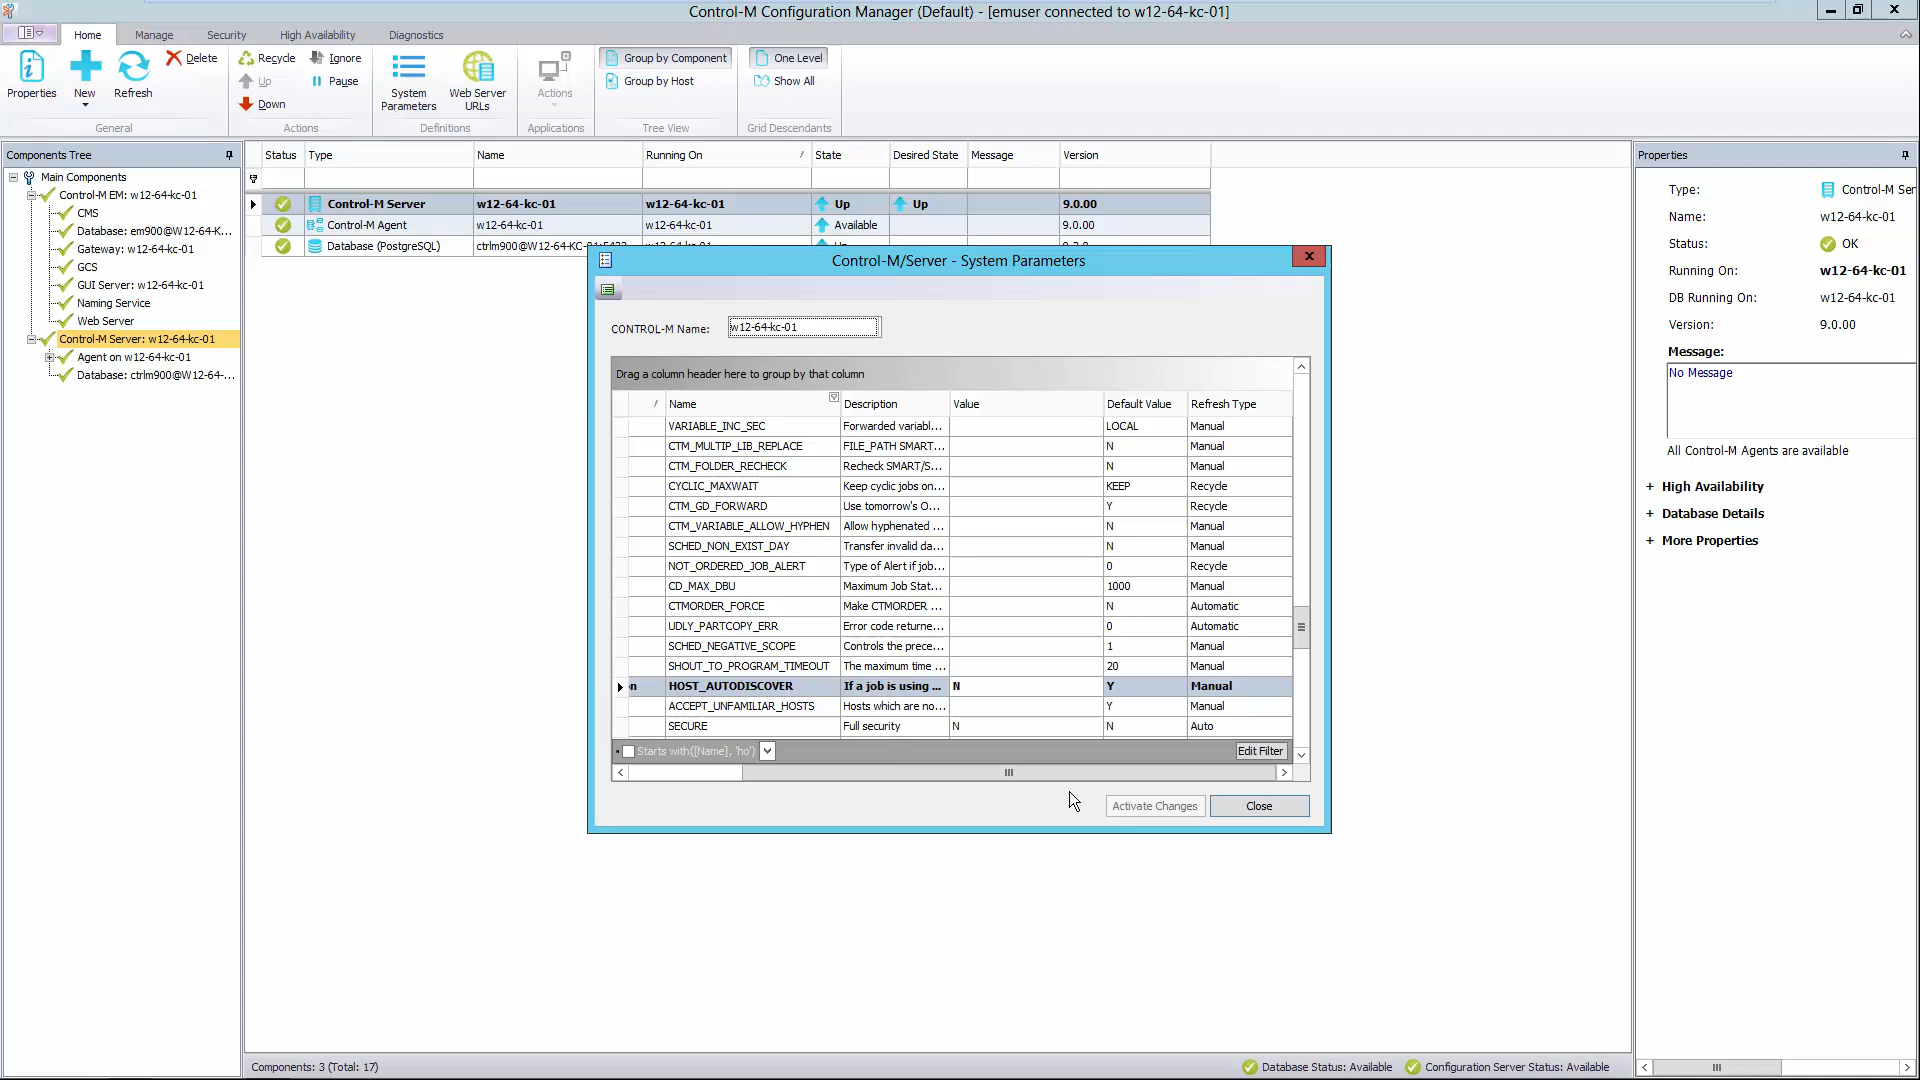 Control-M Configuration Manager (Default) - [emuser connected to w12-64-kc-01]
Home Manage Security High Availability Diagnostics
Properties
New
Refresh
Delete
General
Recycle
Up
Down
Ignore
Pause
Actions
System Parameters
Web Server URLs
Definitions
Actions
Applications
Group by Component
Group by Host
Tree View
One Level
Show All
Grid Descendants
Components Tree
Main Components
Control-M EM: w12-64-kc-01
CMS
Database: em900@W12-64-K...
Gateway: w12-64-kc-01
GCS
GUI Server: w12-64-kc-01
Naming Service
Web Server
Control-M Server: w12-64-kc-01
Agent on w12-64-kc-01
Database: ctrlm900@W12-64-...
Status Type Name Running On State Desired State Message Version
Control-M Server w12-64-kc-01 w12-64-kc-01 Up Up 9.0.00
Control-M Agent w12-64-kc-01 w12-64-kc-01 Available 9.0.00
Database (PostgreSQL)
Control-M/Server - System Parameters
CONTROL-M Name: w12-64-kc-01
Drag a column header here to group by that column
Name Description Value Default Value Refresh Type
VARIABLE_INC_SEC Forwarded variabl... LOCAL Manual
CTM_MULTIP_LIB_REPLACE FILE_PATH SMART... N Manual
CTM_FOLDER_RECHECK Recheck SMART/S... N Manual
CYCLIC_MAXWAIT Keep cyclic jobs on... KEEP Recycle
CTM_GD_FORWARD Use tomorrow's O... Y Recycle
CTM_VARIABLE_ALLOW_HYPHEN Allow hyphenated ... N Manual
SCHED_NON_EXIST_DAY Transfer invalid da... N Manual
NOT_ORDERED_JOB_ALERT Type of Alert if job... 0 Recycle
CD_MAX_DBU Maximum Job Stat... 1000 Manual
CTMORDER_FORCE Make CTMORDER ... N Automatic
UDLY_PARTCOPY_ERR Error code returne... 0 Automatic
SCHED_NEGATIVE_SCOPE Controls the prece... 1 Manual
SHOUT_TO_PROGRAM_TIMEOUT The maximum time ... 20 Manual
n HOST_AUTODISCOVER If a job is using ... N Y Manual
ACCEPT_UNFAMILIAR_HOSTS Hosts which are no... Y Manual
SECURE Full security N N Auto
Starts with([Name], 'ho') Edit Filter
Activate Changes Close
Properties
Type: Control-M Ser
Name: w12-64-kc-01
Status: OK
Running On: w12-64-kc-01
DB Running On: w12-64-kc-01
Version: 9.0.00
Message:
No Message
All Control-M Agents are available
+ High Availability
+ Database Details
+ More Properties
Components: 3 (Total: 17) Database Status: Available Configuration Server Status: Available